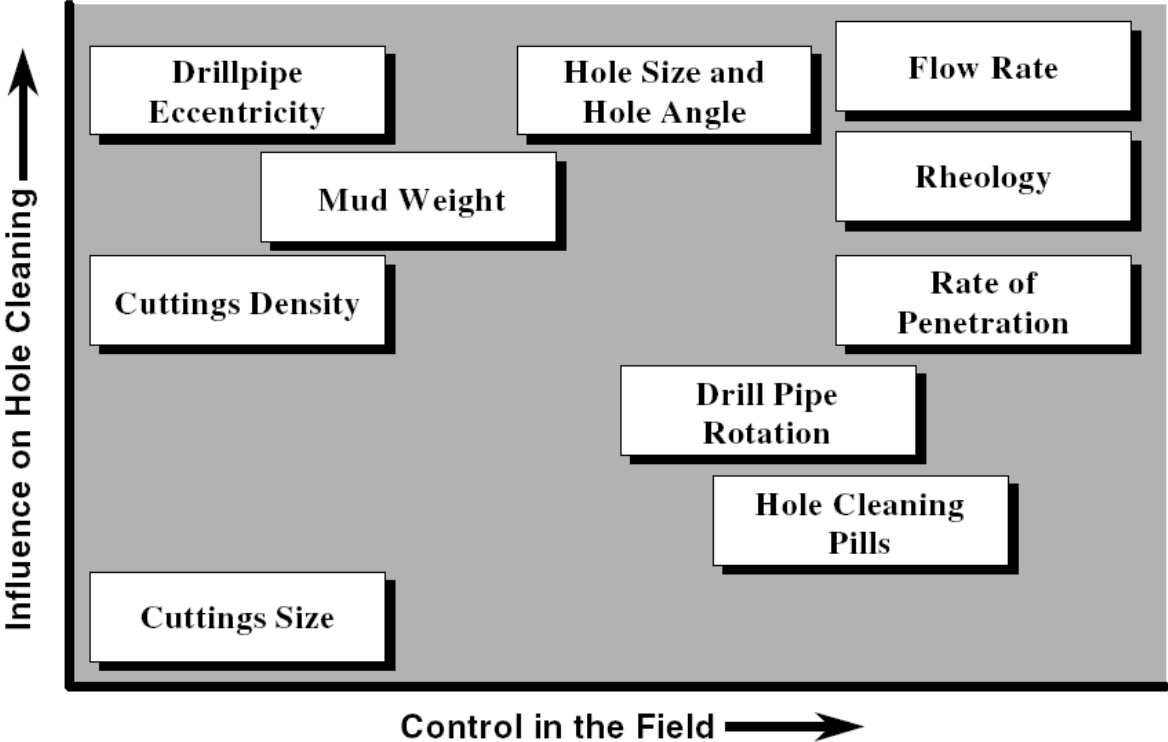 Influence on Hole Cleaning
Drillpipe
Eccentricity
Hole Size and
Hole Angle
Flow Rate
Mud Weight
Rheology
Cuttings Density
Rate of
Penetration
Drill Pipe
Rotation
Hole Cleaning
Pills
Cuttings Size
Control in the Field